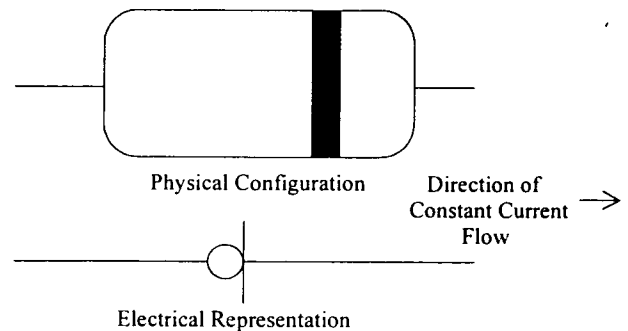 Physical Configuration
Direction of
Constant Current
Flow
Electrical Representation